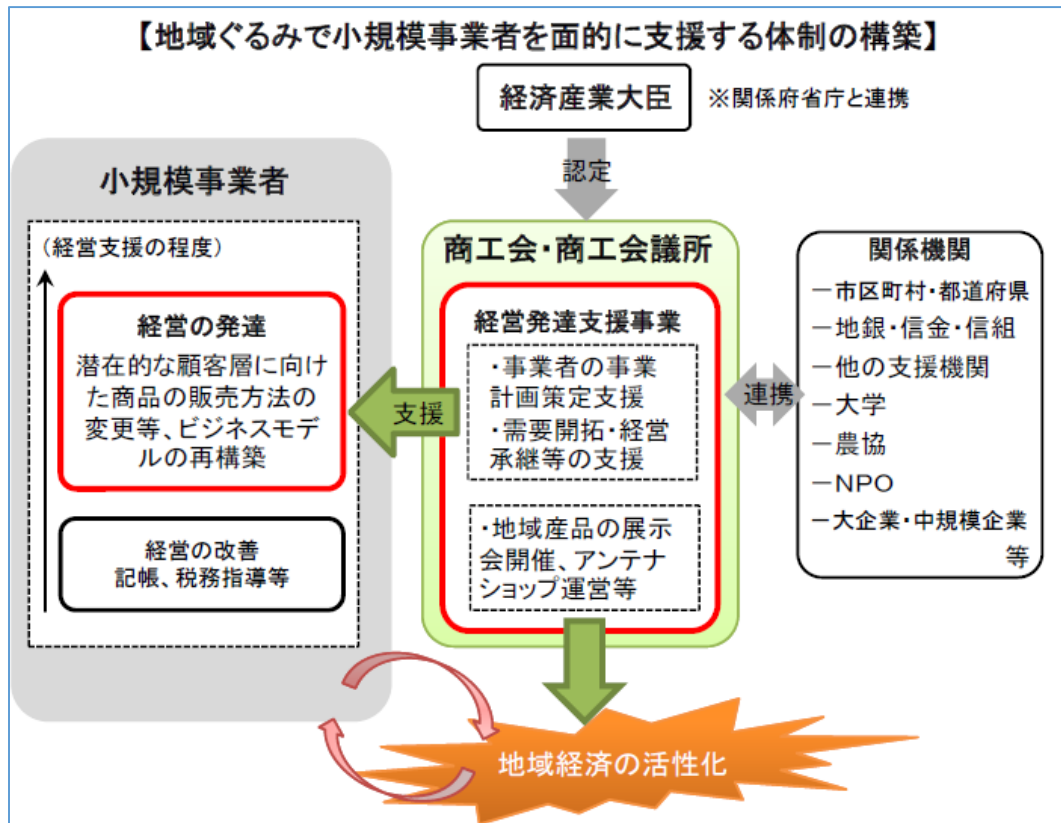 【地域ぐるみで小規模事業者を面的に支援する体制の構築】
経済産業大臣
※関係府省庁と連携
認定
小規模事業者
(経営支援の程度)
経営の発達
潜在的な顧客層に向け
た商品の販売方法の
変更等、ビジネスモデ
ルの再構築
経営の改善
記帳、税務指導等
支援
商工会・商工会議所
経営発達支援事業
・事業者の事業
計画策定支援
・需要開拓・経営
承継等の支援
・地域産品の展示
会開催、アンテナ
ショップ運営等
連携
関係機関
―市区町村・都道府県
―地銀・信金・信組
―他の支援機関
―大学
―農協
―NPO
―大企業・中規模企業
等
地域経済の活性化